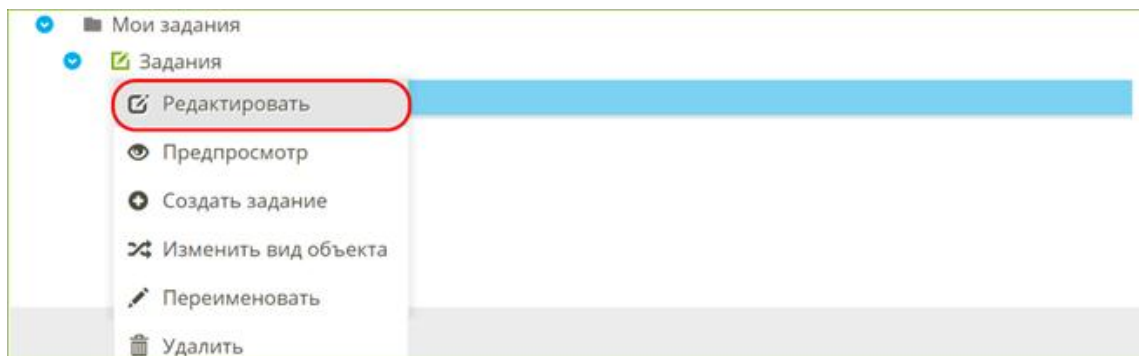 Мои задания
Задания
Редактировать
Предпросмотр
Создать задание
Изменить вид объекта
Переименовать
Удалить